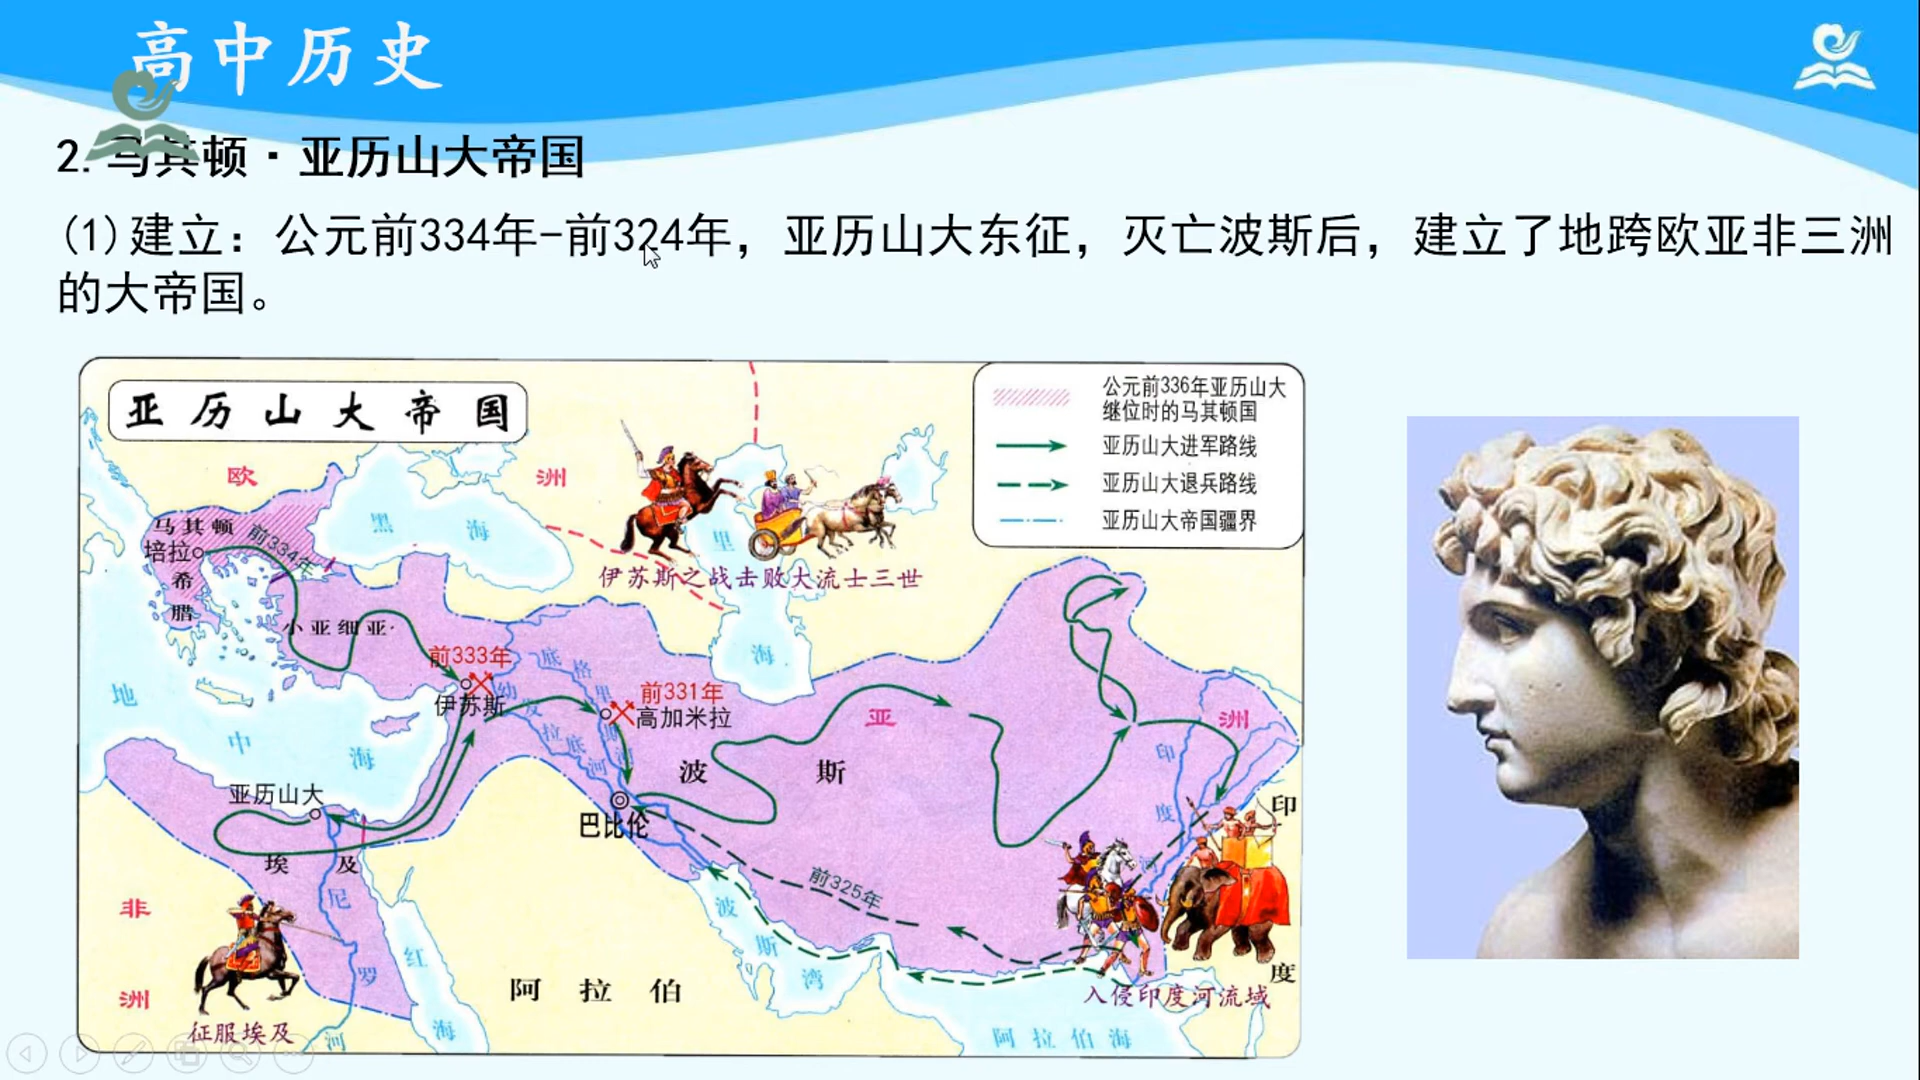 高中历史
2.马其顿·亚历山大帝国
(1)建立：公元前334年-前324年，亚历山大东征，灭亡波斯后，建立了地跨欧亚非三洲
的大帝国。
亚历山大帝国
公元前336年亚历山大
继位时的马其顿国
亚历山大进军路线
亚历山大退兵路线
亚历山大帝国疆界
欧 洲
马其顿
培拉
前334年
希
腊
黑 海
里
海
伊苏斯之战击败大流士三世
小亚细亚
前333年
伊苏斯
底格里斯河
幼发拉底河
前331年
高加米拉
亚 洲
地
中
海
波 斯
印
度
河
亚历山大
巴比伦
印
度
埃 及
尼
罗
河
前325年
非
洲
红
海
波
斯
湾
阿拉伯
征服埃及
入侵印度河流域
阿拉伯海